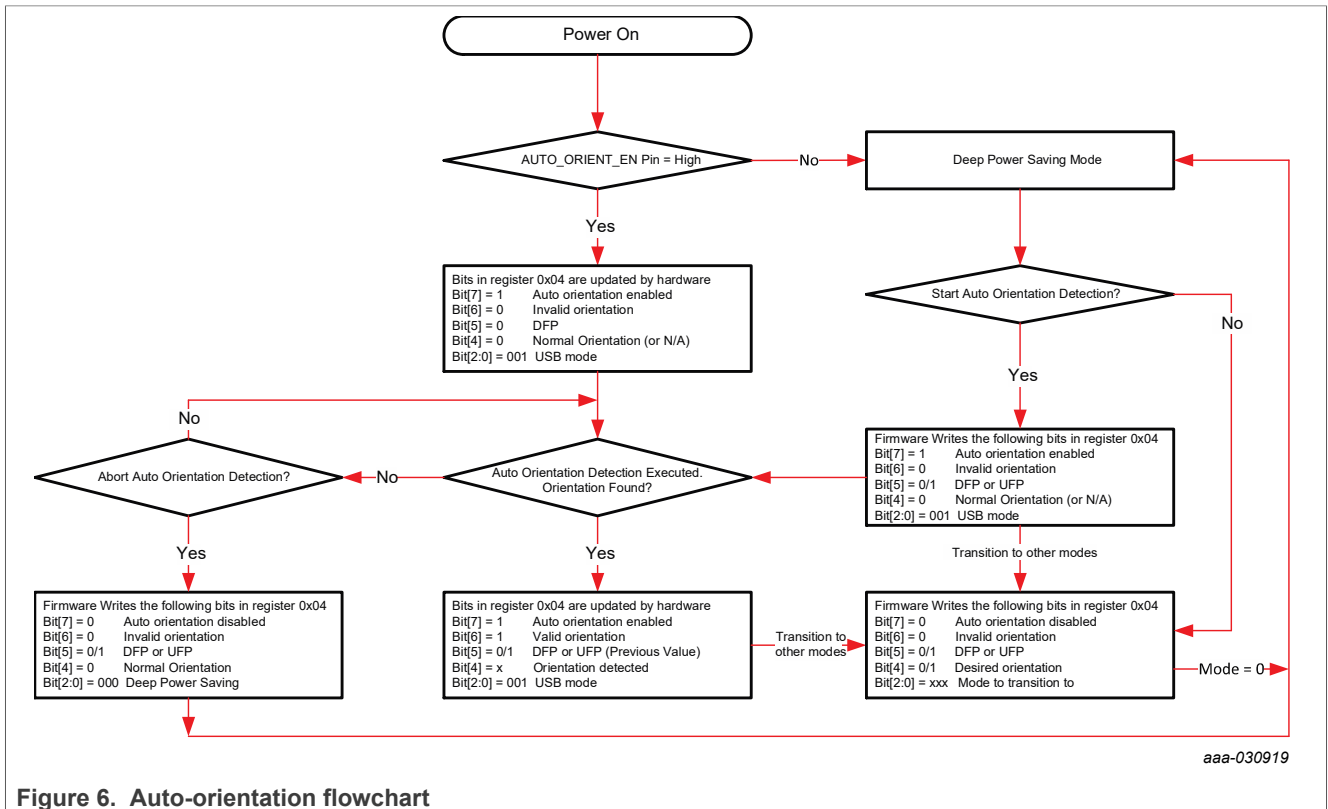 Power On
AUTO_ORIENT_EN Pin = High
No
Deep Power Saving Mode
Yes
Bits in register 0x04 are updated by hardware
Bit[7] = 1 Auto orientation enabled
Bit[6] = 0 Invalid orientation
Bit[5] = 0 DFP
Bit[4] = 0 Normal Orientation (or N/A)
Bit[2:0] = 001 USB mode
Start Auto Orientation Detection?
No
Yes
No
Abort Auto Orientation Detection?
No
Auto Orientation Detection Executed.
Orientation Found?
Firmware Writes the following bits in register 0x04
Bit[7] = 1 Auto orientation enabled
Bit[6] = 0 Invalid orientation
Bit[5] = 0/1 DFP or UFP
Bit[4] = 0 Normal Orientation (or N/A)
Bit[2:0] = 001 USB mode
Yes
Yes
Transition to other modes
Firmware Writes the following bits in register 0x04
Bit[7] = 0 Auto orientation disabled
Bit[6] = 0 Invalid orientation
Bit[5] = 0/1 DFP or UFP
Bit[4] = 0 Normal Orientation
Bit[2:0] = 000 Deep Power Saving
Bits in register 0x04 are updated by hardware
Bit[7] = 1 Auto orientation enabled
Bit[6] = 1 Valid orientation
Bit[5] = 0/1 DFP or UFP (Previous Value)
Bit[4] = x Orientation detected
Bit[2:0] = 001 USB mode
Transition to
other modes
Firmware Writes the following bits in register 0x04
Bit[7] = 0 Auto orientation disabled
Bit[6] = 0 Invalid orientation
Bit[5] = 0/1 DFP or UFP
Bit[4] = 0/1 Desired orientation
Bit[2:0] = xxx Mode to transition to
Mode = 0
aaa-030919
Figure 6. Auto-orientation flowchart